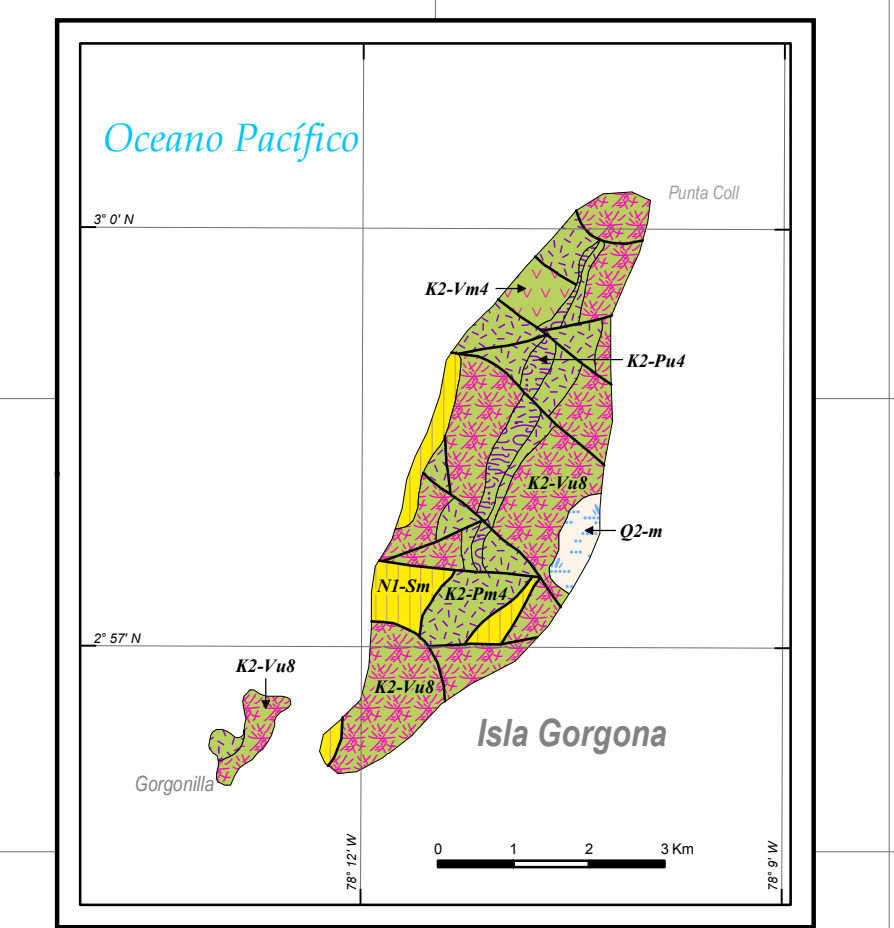 Oceano Pacífico
Punta Coll
3° 0' N
K2-Vm4
K2-Pu4
K2-Vu8
Q2-m
N1-Sm
K2-Pm4
2° 57' N
K2-Vu8
K2-Vu8
Isla Gorgona
Gorgonilla
78° 12' W
0 1 2 3 Km
78° 9' W